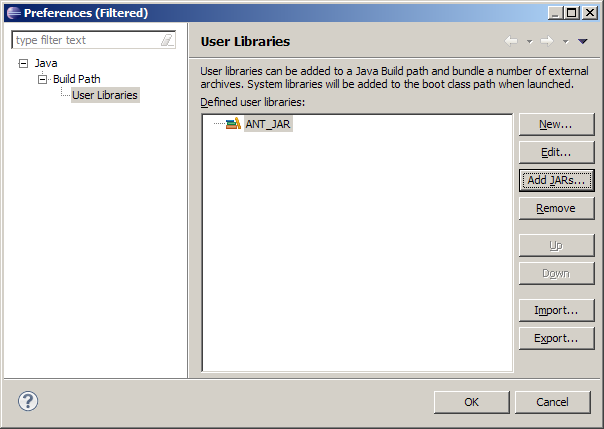 Preferences (Filtered)
type filter text
Java
Build Path
User Libraries
User Libraries
User libraries can be added to a Java Build path and bundle a number of external
archives. System libraries will be added to the boot class path when launched.
Defined user libraries:
ANT_JAR
New...
Edit...
Add JARs...
Remove
Up
Down
Import...
Export...
?
OK
Cancel